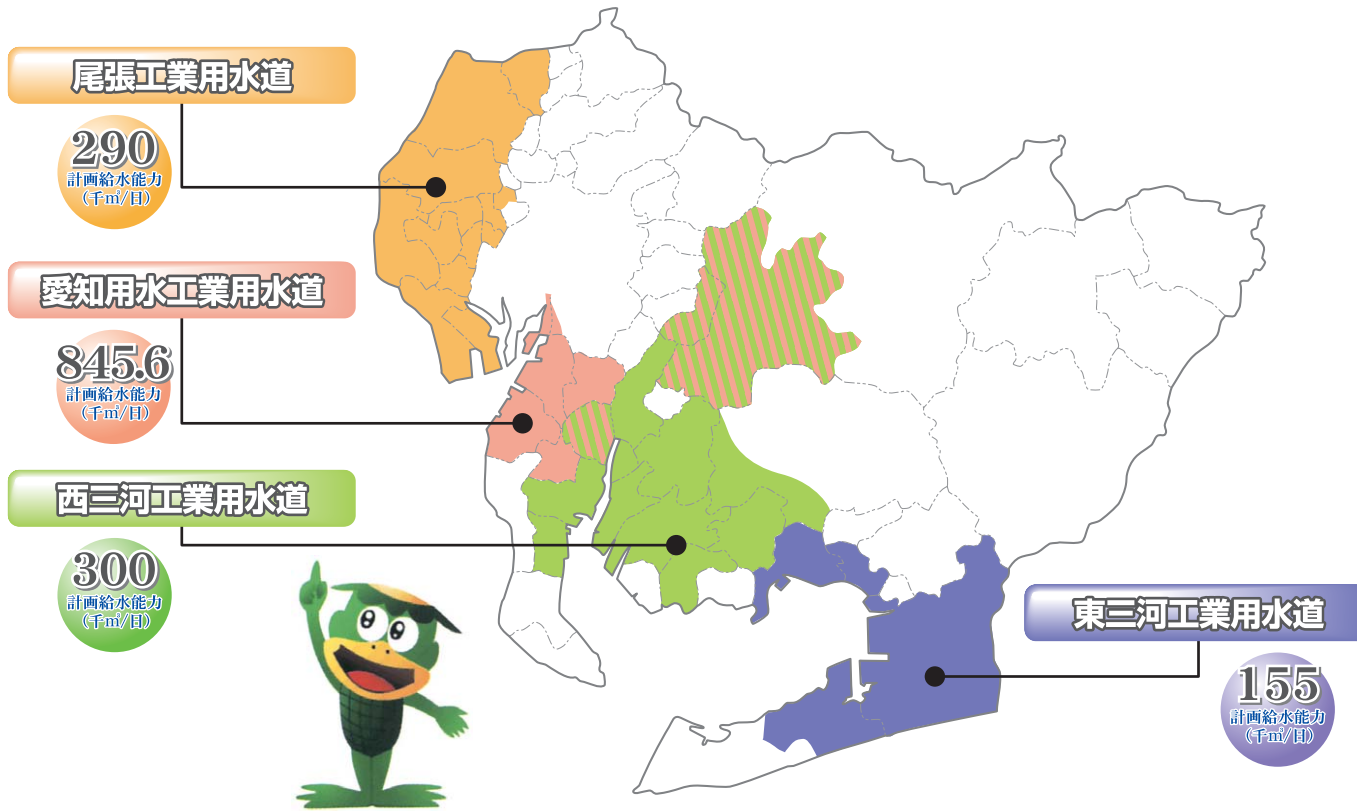 尾張工業用水道
290
計画給水能力
(千㎥/日)
愛知用水工業用水道
845.6
計画給水能力
(千㎥/日)
西三河工業用水道
300
計画給水能力
(千㎥/日)
東三河工業用水道
155
計画給水能力
(千㎥/日)